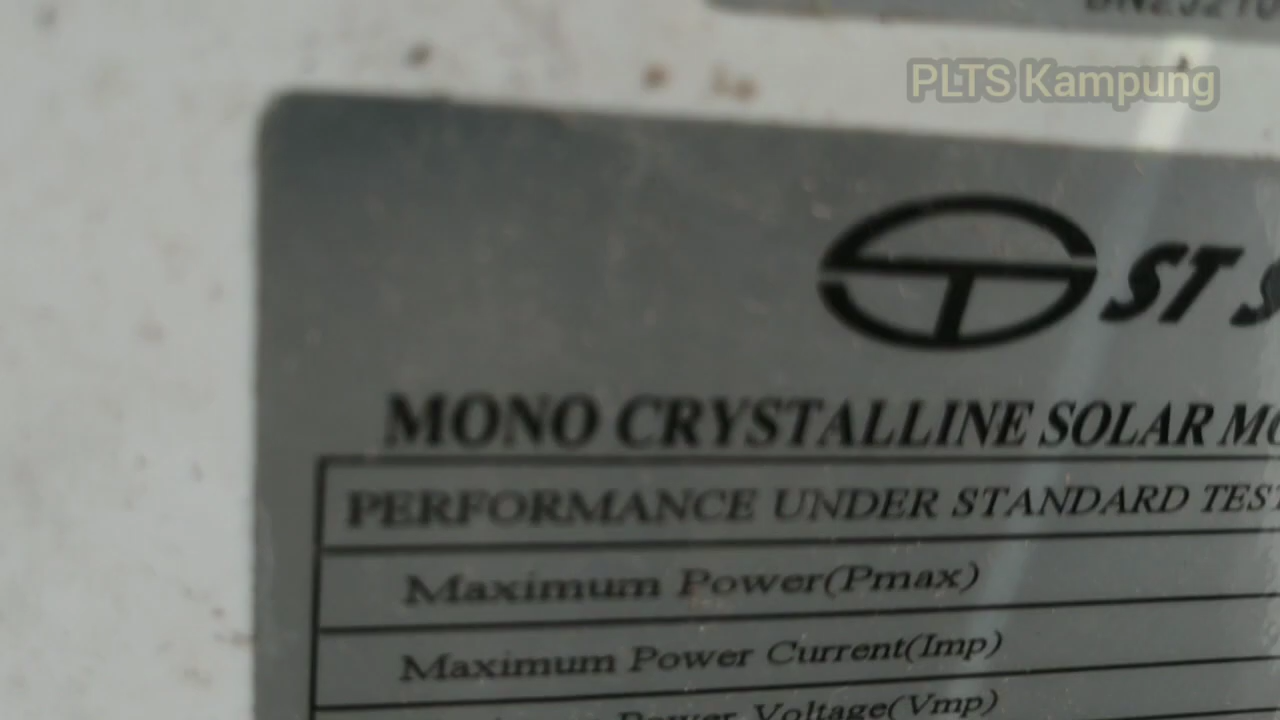 PLTS Kampung
ST
MONO CRYSTALLINE SOLAR
PERFORMANCE UNDER STANDARD TEST
Maximum Power(Pmax)
Maximum Power Current(Imp)
Power Voltage(Vmp)